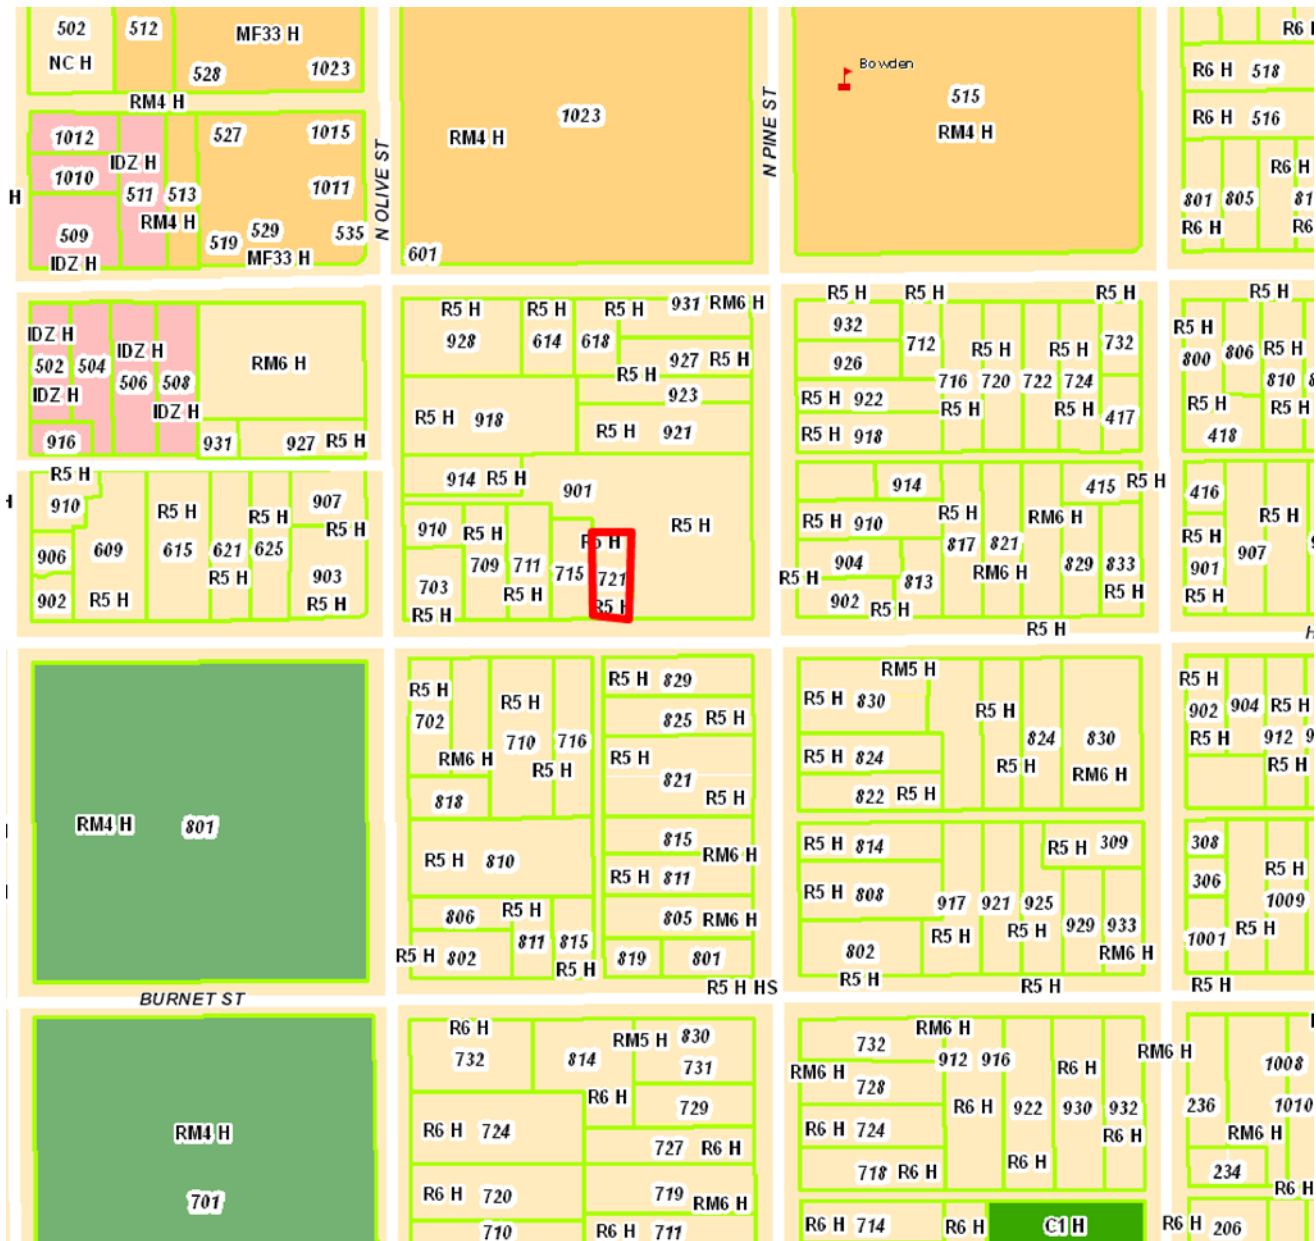 502
512
MF33 H
NC H
528
1023
RM4 H
1023
RM4 H
Bowden
515
RM4 H
R6 H
R6 H 518
R6 H 516
R6 H
801 805
R6 H
1012
527
1015
IDZ H
1010
511 513
1011
H
RM4 H
509
519 529 535
IDZ H
MF33 H
N OLIVE ST
601
N PINE ST
IDZ H
502 504
IDZ H
506 508
IDZ H
IDZ H
RM6 H
916
931
927 R5 H
R5 H
928
R5 H
614
R5 H
618
931 RM6 H
927 R5 H
R5 H
923
R5 H 918
R5 H 921
914 R5 H
901
R5 H
910
R5 H
709
711
R5 H
703
R5 H
715
R5 H
721
R5 H
R5 H
R5 H
R5 H
932
712
926
R5 H
R5 H
732
R5 H 922
716 720 722 724
R5 H
R5 H
R5 H 918
417
R5 H
R5 H
800
806
R5 H
810
R5 H
R5 H
418
R5 H
910
R5 H
R5 H
907
R5 H
906
609
615
621
625
R5 H
903
902
R5 H
R5 H
914
R5 H
415 R5 H
R5 H 910
RM6 H
817 821
904
RM6 H
829 833
R5 H
813
902
R5 H
R5 H
R5 H
416
R5 H
R5 H
907
901
R5 H
RM4 H 801
R5 H
702
R5 H
710 716
RM6 H
R5 H
818
R5 H 810
806
R5 H
811 815
R5 H 802
R5 H
R5 H 829
825 R5 H
R5 H
821
R5 H
815
RM6 H
R5 H 811
805 RM6 H
819 801
R5 H HS
RM5 H
R5 H 830
R5 H
824
830
R5 H
RM6 H
R5 H 824
822 R5 H
R5 H 814
R5 H 309
R5 H 808
917 921 925
R5 H
R5 H
929 933
RM6 H
802
R5 H
R5 H
R5 H
902 904 R5 H
R5 H
912
R5 H
308
306
R5 H
1009
R5 H
1001
R5 H
BURNET ST
RM4 H
701
R6 H
732
814
RM5 H 830
731
R6 H
729
R6 H 724
727 R6 H
R6 H 720
719
RM6 H
710
R6 H 711
RM6 H
732
912 916
RM6 H
728
R6 H
R6 H
922 930 932
R6 H
R6 H 724
R6 H
718 R6 H
R6 H 714
R6 H
C1 H
RM6 H
1008
236
1010
RM6 H
234
R6 H
R6 H 206